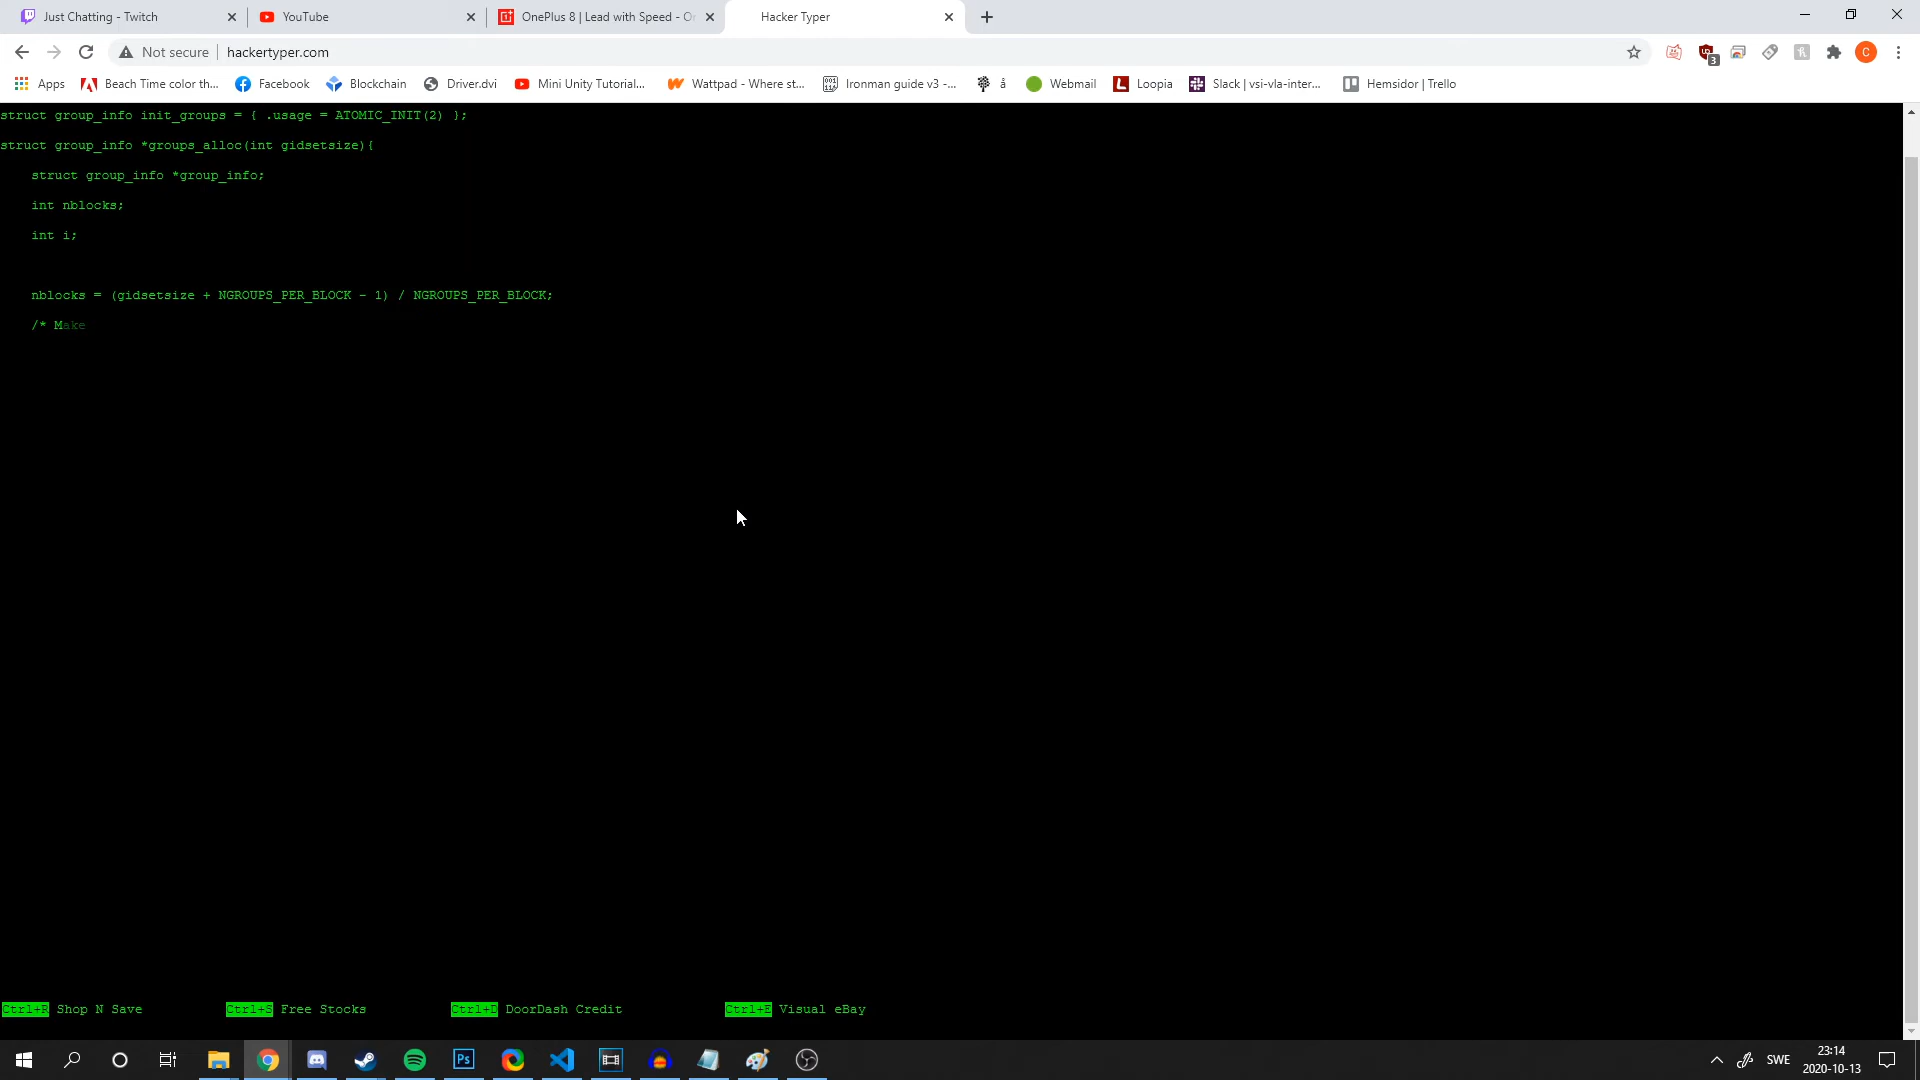 Just Chatting - Twitch
YouTube
OnePlus 8 | Lead with Speed - O
Hacker Typer
Not secure
hackertyper.com
3
C
Apps
Beach Time color th...
Facebook
Blockchain
Driver.dvi
Mini Unity Tutorial...
Wattpad - Where st...
Ironman guide v3 -...
å
Webmail
Loopia
Slack | vsi-vla-inter...
Hemsidor | Trello
struct group_info init_groups = { .usage = ATOMIC_INIT(2) };
struct group_info *groups_alloc(int gidsetsize){
struct group_info *group_info;
int nblocks;
int i;
nblocks = (gidsetsize + NGROUPS_PER_BLOCK - 1) / NGROUPS_PER_BLOCK;
/* Make
Ctrl+R Shop N Save
Ctrl+S Free Stocks
Ctrl+D DoorDash Credit
Ctrl+E Visual eBay
Ps
SWE
23:14
2020-10-13